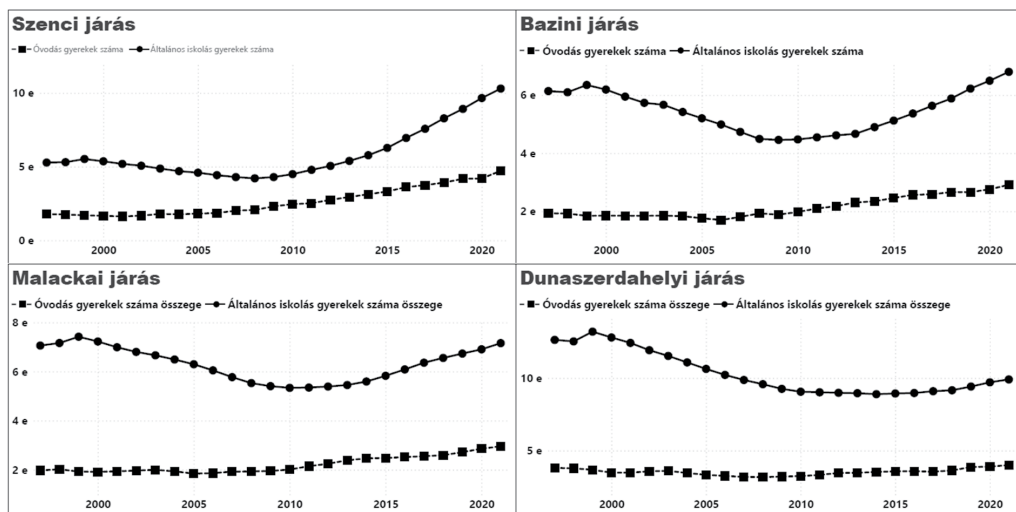 Szenci járás
Óvodás gyerekek száma Általános iskolás gyerekek száma
10 e
5 e
0 e
2000 2005 2010 2015 2020
Bazini járás
Óvodás gyerekek száma Általános iskolás gyerekek száma
6 e
4 e
2 e
2000 2005 2010 2015 2020
Malackai járás
Óvodás gyerekek száma összege Általános iskolás gyerekek száma összege
8 e
6 e
4 e
2 e
2000 2005 2010 2015 2020
Dunaszerdahelyi járás
Óvodás gyerekek száma összege Általános iskolás gyerekek száma összege
10 e
5 e
2000 2005 2010 2015 2020